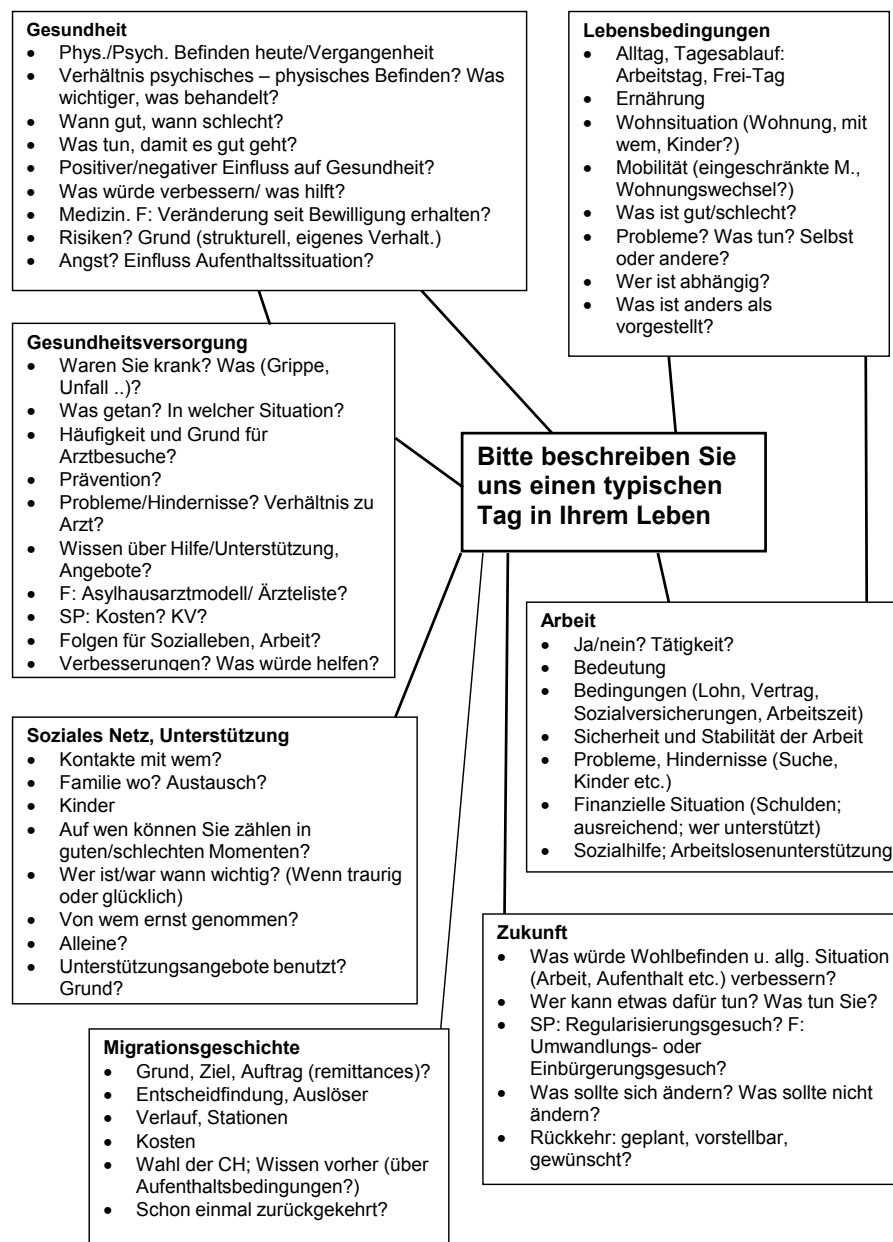 Gesundheit
• Phys./Psych. Befinden heute/Vergangenheit
• Verhältnis psychisches – physisches Befinden? Was
wichtiger, was behandelt?
• Wann gut, wann schlecht?
• Was tun, damit es gut geht?
• Positiver/negativer Einfluss auf Gesundheit?
• Was würde verbessern/ was hilft?
• Medizin. F: Veränderung seit Bewilligung erhalten?
• Risiken? Grund (strukturell, eigenes Verhalt.)
• Angst? Einfluss Aufenthaltssituation?
Lebensbedingungen
• Alltag, Tagesablauf:
Arbeitstag, Frei-Tag
• Ernährung
• Wohnsituation (Wohnung, mit
wem, Kinder?)
• Mobilität (eingeschränkte M.,
Wohnungswechsel?)
• Was ist gut/schlecht?
• Probleme? Was tun? Selbst
oder andere?
• Wer ist abhängig?
• Was ist anders als
vorgestellt?
Gesundheitsversorgung
• Waren Sie krank? Was (Grippe,
Unfall ..)?
• Was getan? In welcher Situation?
• Häufigkeit und Grund für
Arztbesuche?
• Prävention?
• Probleme/Hindernisse? Verhältnis zu
Arzt?
• Wissen über Hilfe/Unterstützung,
Angebote?
• F: Asylhausarztmodell/ Ärzteliste?
• SP: Kosten? KV?
• Folgen für Sozialleben, Arbeit?
• Verbesserungen? Was würde helfen?
Bitte beschreiben Sie
uns einen typischen
Tag in Ihrem Leben
Arbeit
• Ja/nein? Tätigkeit?
• Bedeutung
• Bedingungen (Lohn, Vertrag,
Sozialversicherungen, Arbeitszeit)
• Sicherheit und Stabilität der Arbeit
• Probleme, Hindernisse (Suche,
Kinder etc.)
• Finanzielle Situation (Schulden;
ausreichend; wer unterstützt)
• Sozialhilfe; Arbeitslosenunterstützung
Soziales Netz, Unterstützung
• Kontakte mit wem?
• Familie wo? Austausch?
• Kinder
• Auf wen können Sie zählen in
guten/schlechten Momenten?
• Wer ist/war wann wichtig? (Wenn traurig
oder glücklich)
• Von wem ernst genommen?
• Alleine?
• Unterstützungsangebote benutzt?
Grund?
Zukunft
• Was würde Wohlbefinden u. allg. Situation
(Arbeit, Aufenthalt etc.) verbessern?
• Wer kann etwas dafür tun? Was tun Sie?
• SP: Regularisierungsgesuch? F:
Umwandlungs- oder
Einbürgerungsgesuch?
• Was sollte sich ändern? Was sollte nicht
ändern?
• Rückkehr: geplant, vorstellbar,
gewünscht?
Migrationsgeschichte
• Grund, Ziel, Auftrag (remittances)?
• Entscheidfindung, Auslöser
• Verlauf, Stationen
• Kosten
• Wahl der CH; Wissen vorher (über
Aufenthaltsbedingungen?)
• Schon einmal zurückgekehrt?